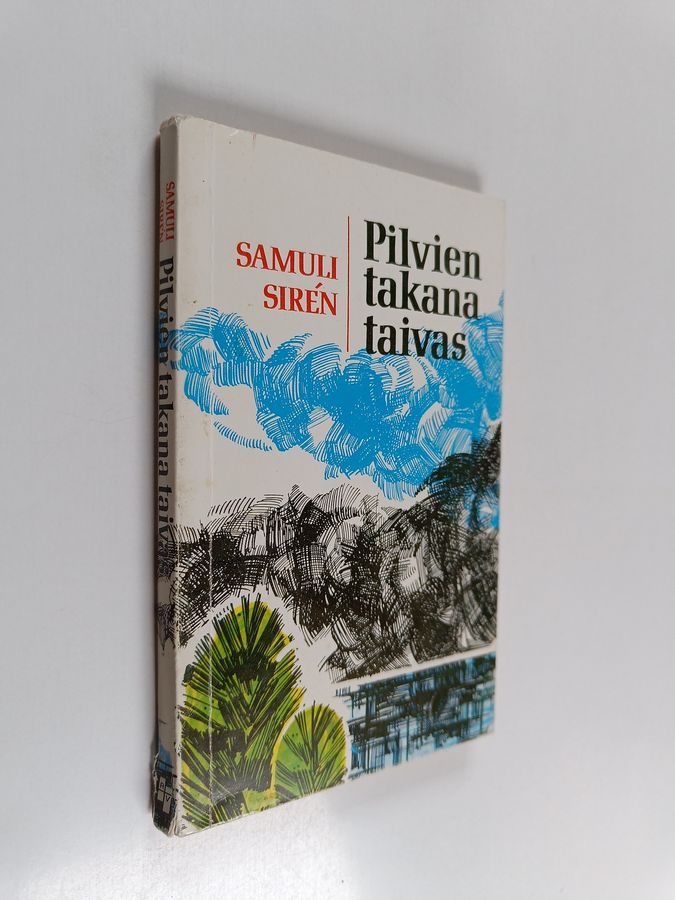 SAMULI
SIRÉN
Pilvien
takana
taivas
SAMULI
SIRÉN
Pilvien takana taivas